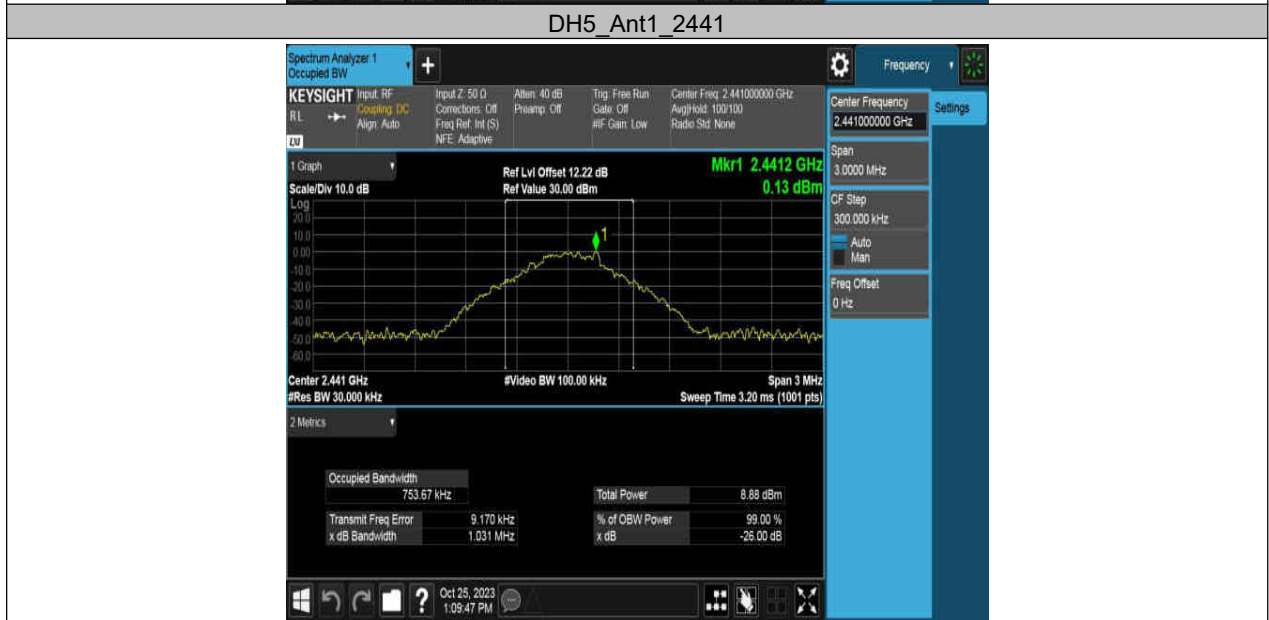 DH5_Ant1_2441
Spectrum Analyzer 1
Occupied BW
+
Frequency
KEYSIGHT
RL
Input: RF
Coupling: DC
Align: Auto
Input Z: 50 Ω
Corrections: Off
Freq Ref: Int (S)
NFE: Adaptive
Atten: 40 dB
Preamp: Off
Trig: Free Run
Gate: Off
#IF Gain: Low
Center Freq: 2.441000000 GHz
Avg|Hold: 100/100
Radio Std: None
Center Frequency
2.441000000 GHz
Settings
Span
3.0000 MHz
CF Step
300.000 kHz
Auto
Man
Freq Offset
0 Hz
1 Graph
Scale/Div 10.0 dB
Ref Lvl Offset 12.22 dB
Ref Value 30.00 dBm
Mkr1 2.4412 GHz
0.13 dBm
Log
20.0
10.0
0.00
-10.0
-20.0
-30.0
-40.0
-50.0
-60.0
1
Center 2.441 GHz
#Video BW 100.00 kHz
Span 3 MHz
#Res BW 30.000 kHz
Sweep Time 3.20 ms (1001 pts)
2 Metrics
Occupied Bandwidth
753.67 kHz
Total Power 8.88 dBm
Transmit Freq Error 9.170 kHz
% of OBW Power 99.00 %
x dB Bandwidth 1.031 MHz
x dB -26.00 dB
?
Oct 25, 2023
1:09:47 PM